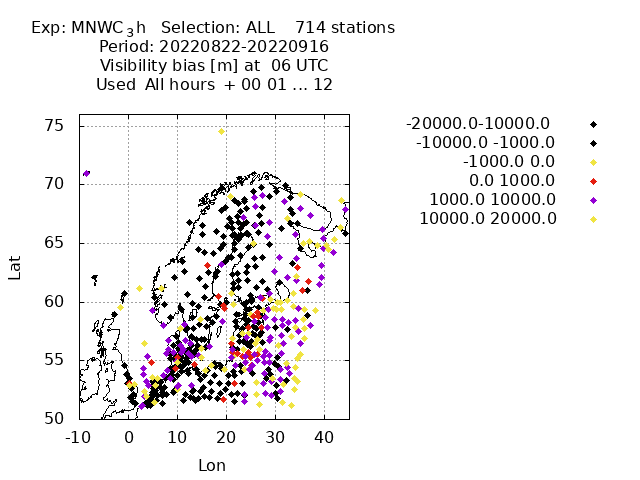 Exp: MNWC_3h Selection: ALL 714 stations
Period: 20220822-20220916
Visibility bias [m] at 06 UTC
Used All hours + 00 01 ... 12
-20000.0-10000.0
-10000.0 -1000.0
-1000.0 0.0
0.0 1000.0
1000.0 10000.0
10000.0 20000.0
75
70
65
60
55
50
Lat
-10 0 10 20 30 40
Lon